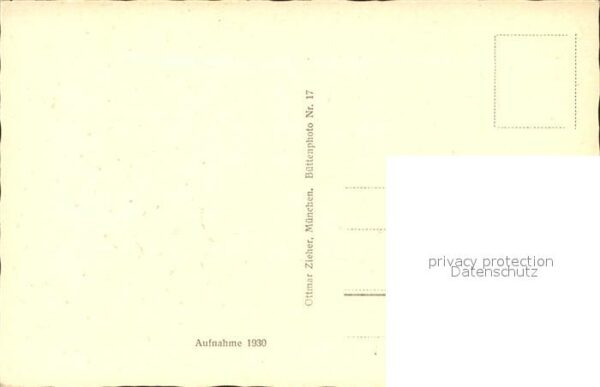 Ottmar Zieher, München. Büttenphoto Nr. 17
privacy protection
Datenschutz
Aufnahme 1930